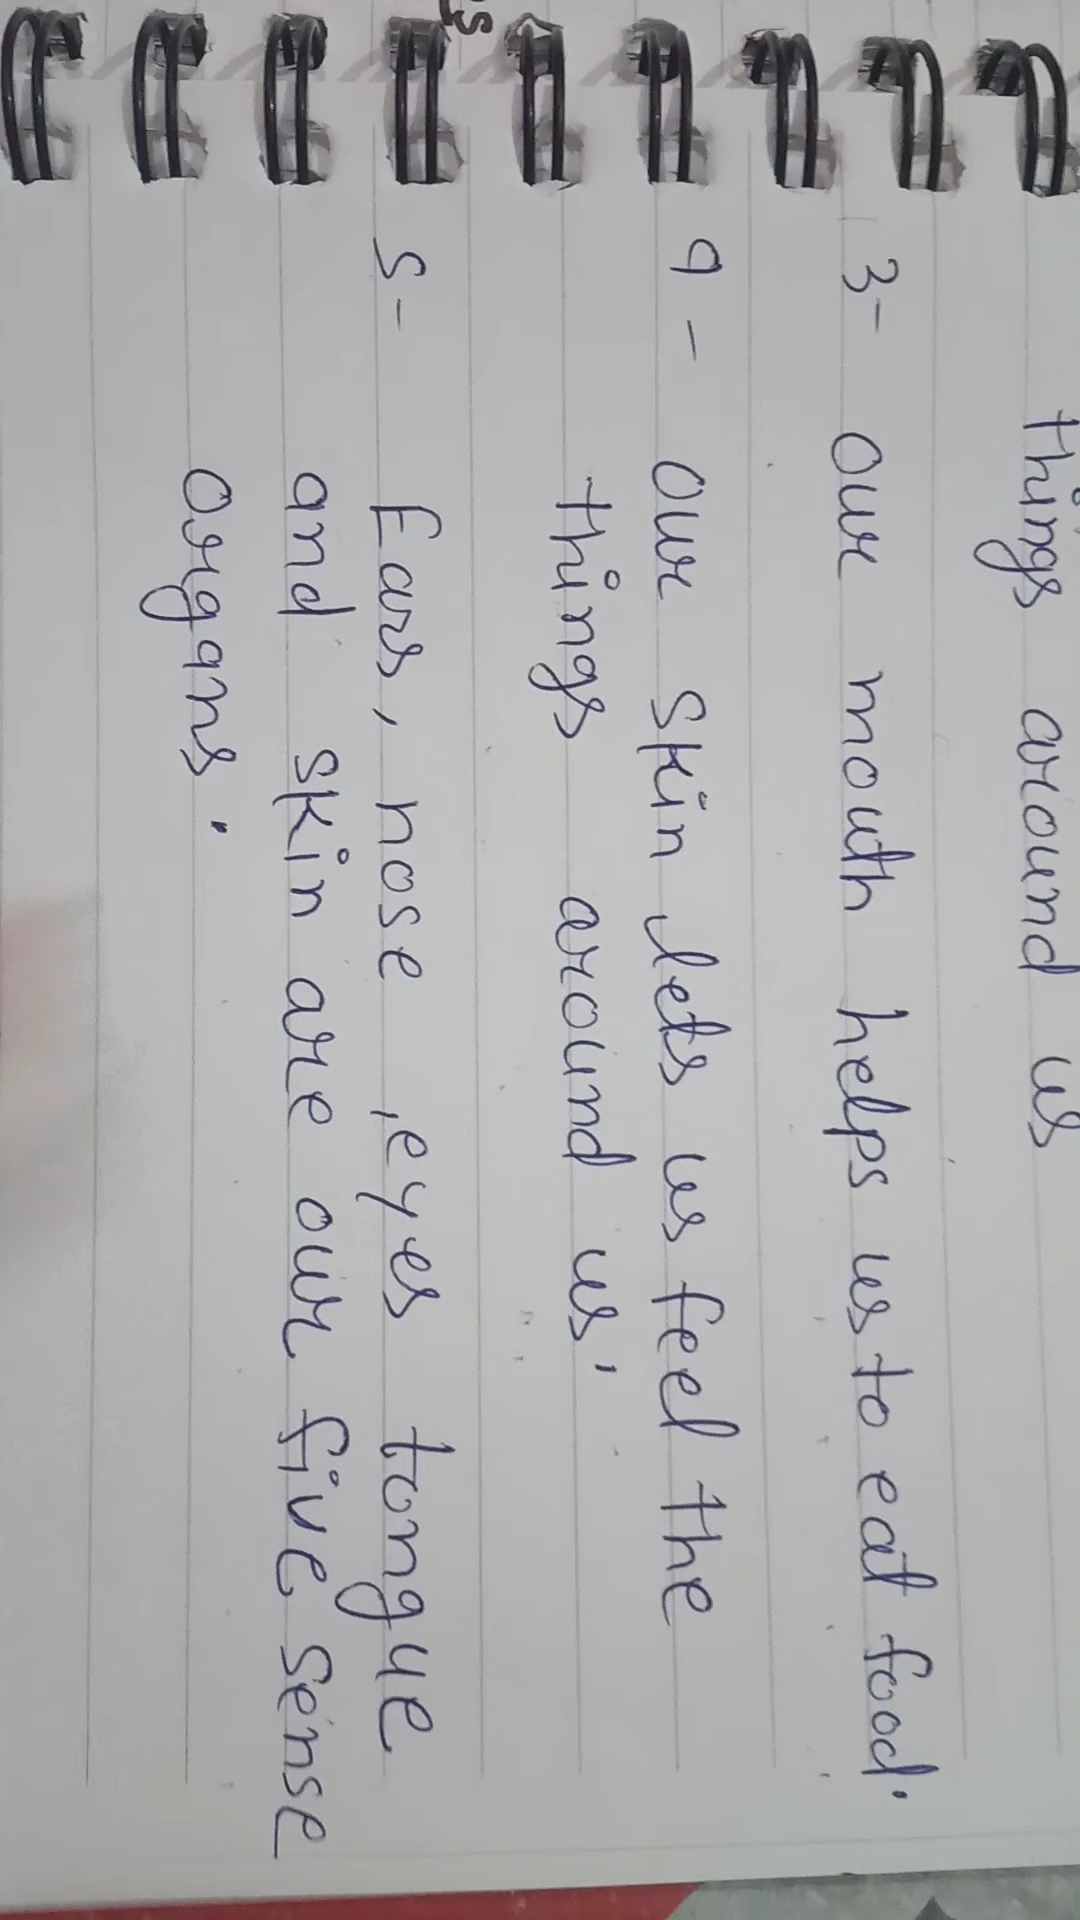 things around us
3- our mouth helps us to eat food.
4- our skin lets us feel the
things around us.
5- Ears, nose ,eyes tongue
and skin are our five sense
organs.